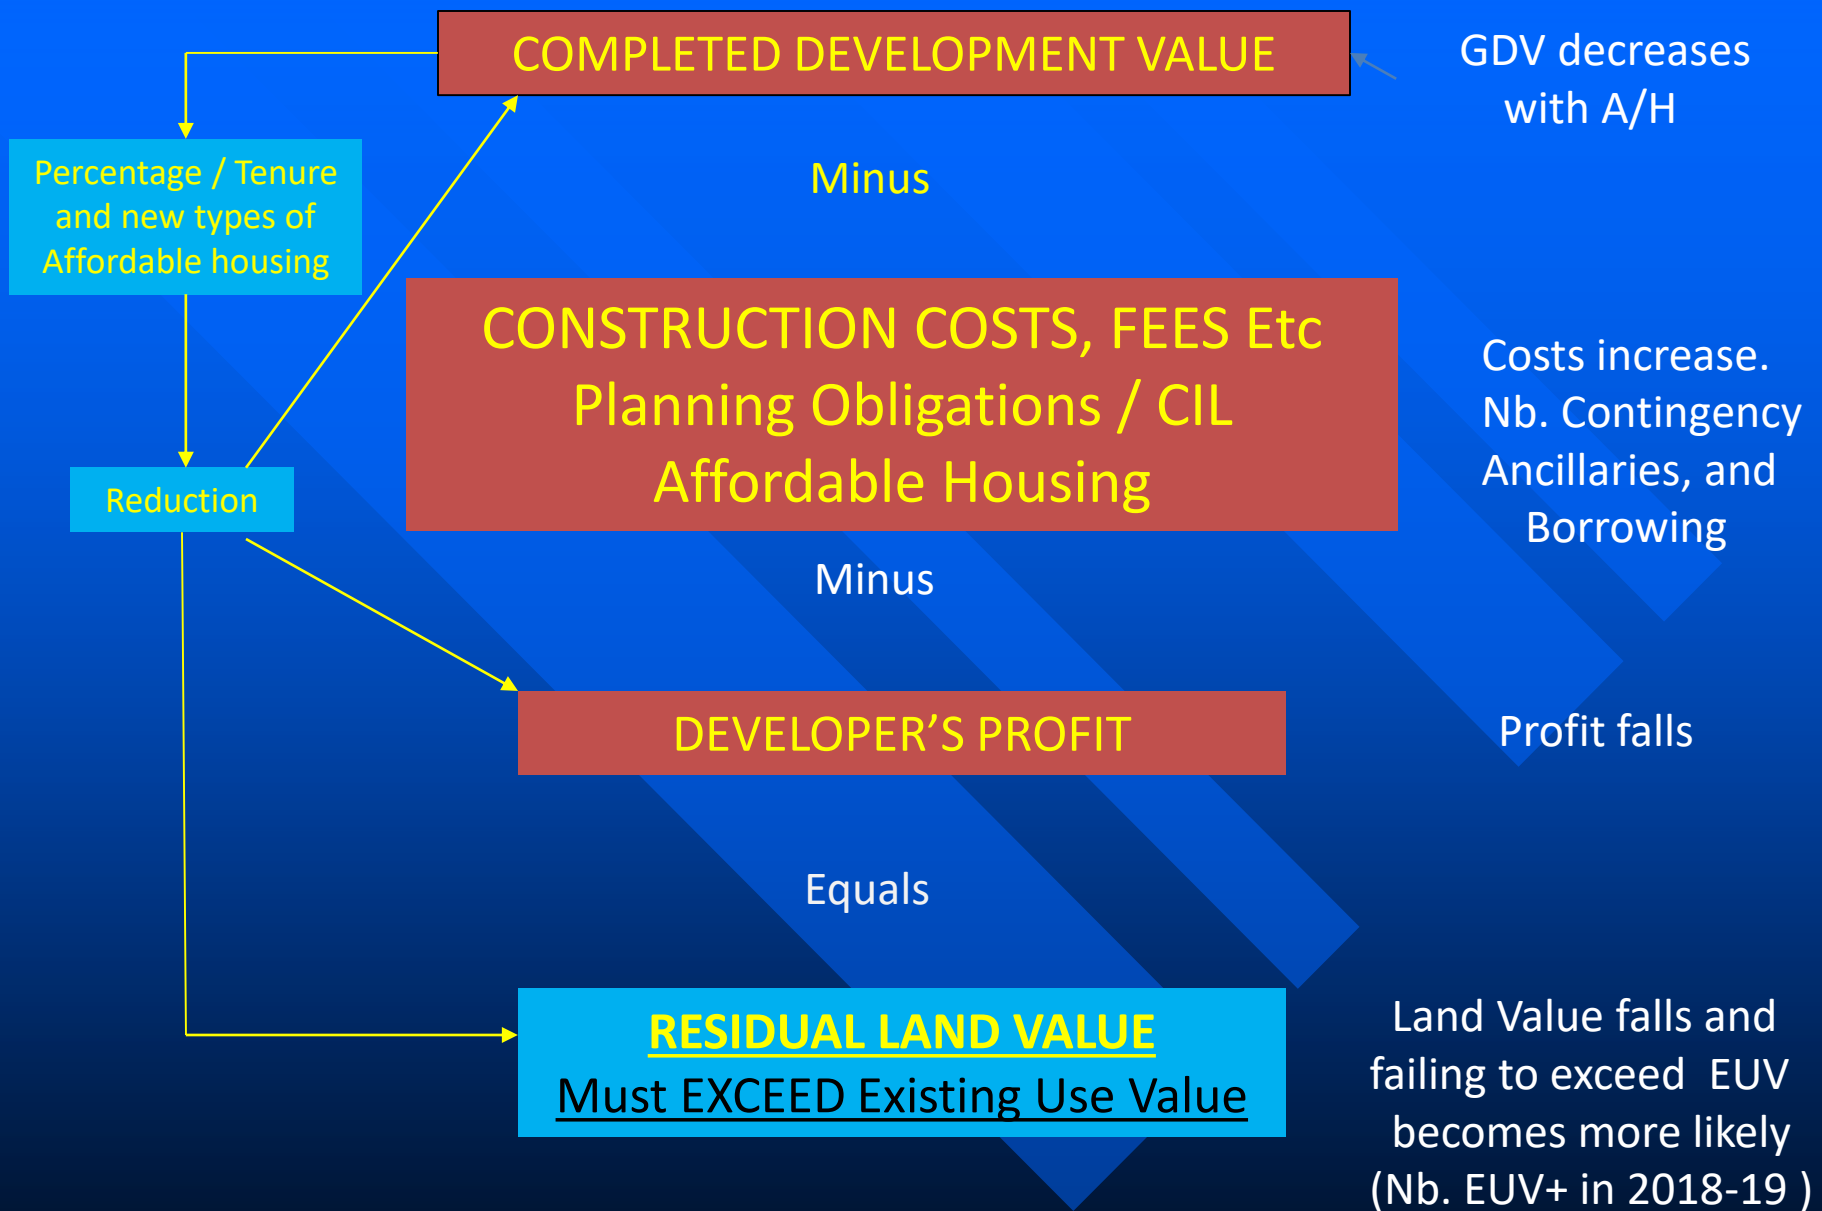 COMPLETED DEVELOPMENT VALUE
GDV decreases
with A/H
Percentage / Tenure
and new types of
Affordable housing
Minus
CONSTRUCTION COSTS, FEES Etc
Planning Obligations / CIL
Affordable Housing
Costs increase.
Nb. Contingency
Ancillaries, and
Borrowing
Reduction
Minus
DEVELOPER’S PROFIT
Profit falls
Equals
RESIDUAL LAND VALUE
Must EXCEED Existing Use Value
Land Value falls and
failing to exceed EUV
becomes more likely
(Nb. EUV+ in 2018-19 )